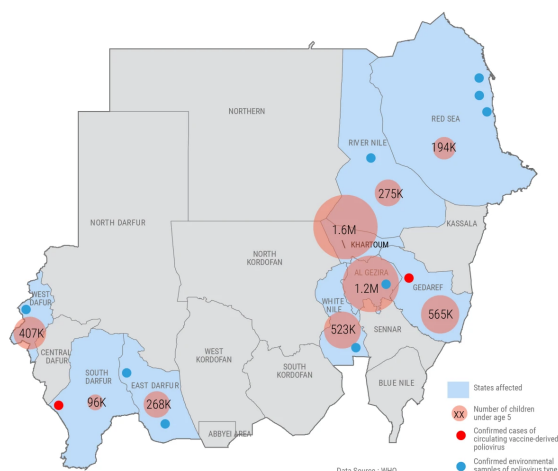 NORTHERN
RED SEA
RIVER NILE
194K
275K
NORTH DARFUR
KASSALA
1.6M
KHARTOUM
NORTH
KORDOFAN
AL GEZIRA
1.2M
GEDAREF
WEST
DAFUR
WHITE
NILE
565K
407K
523K
SENNAR
CENTRAL
DAFUR
WEST
KORDOFAN
SOUTH
KORDOFAN
SOUTH
DARFUR
EAST DARFUR
BLUE NILE
96K
268K
ABBYEI AREA
States affected
XX
Number of children
under age 5
Confirmed cases of
circulating vaccine-derived
poliovirus
Confirmed environmental
samples of poliovirus type
Data Source : WHO